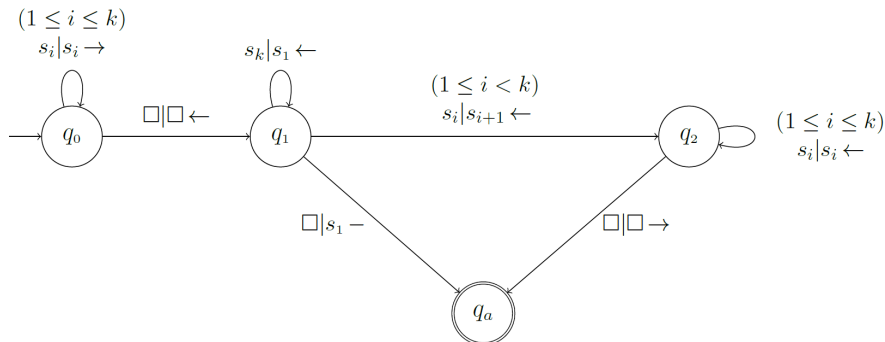 (1 ≤ i ≤ k)
s_i|s_i →
q_0
□|□ ←
s_k|s_1 ←
q_1
(1 ≤ i < k)
s_i|s_{i+1} ←
q_2
(1 ≤ i ≤ k)
s_i|s_i ←
□|s_1 −
□|□ →
q_a